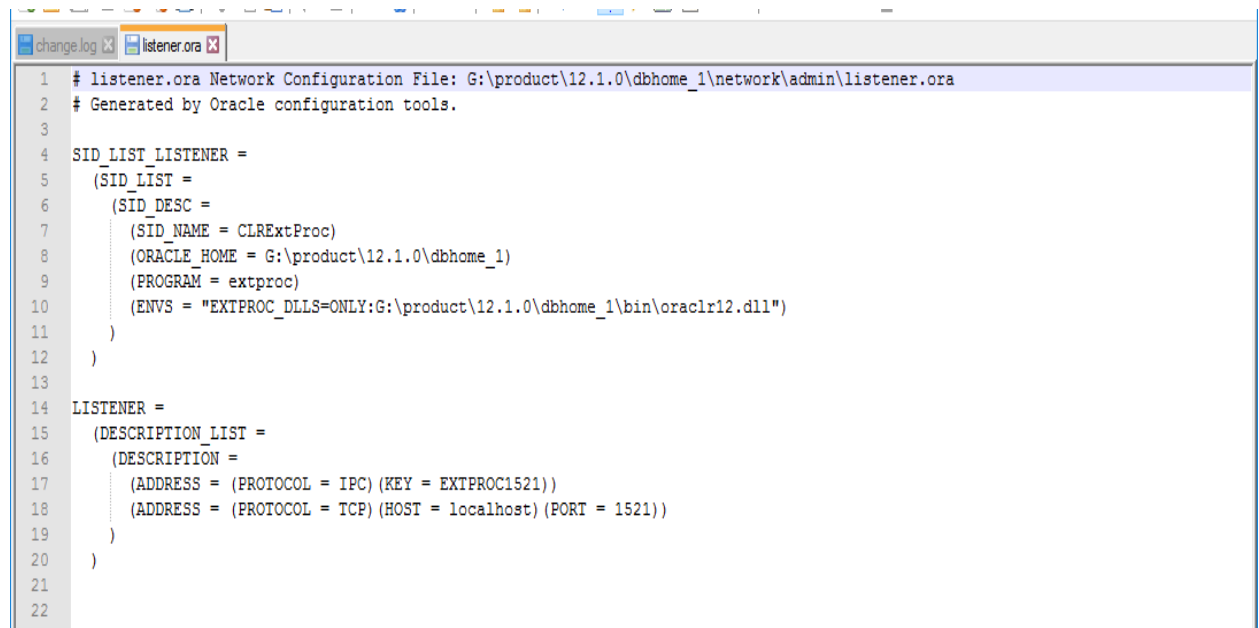 change.log listener.ora
1 # listener.ora Network Configuration File: G:\product\12.1.0\dbhome_1\network\admin\listener.ora
2 # Generated by Oracle configuration tools.
3
4 SID_LIST_LISTENER =
5 (SID_LIST =
6 (SID_DESC =
7 (SID_NAME = CLRExtProc)
8 (ORACLE_HOME = G:\product\12.1.0\dbhome_1)
9 (PROGRAM = extproc)
10 (ENVS = "EXTPROC_DLLS=ONLY:G:\product\12.1.0\dbhome_1\bin\oraclr12.dll")
11 )
12 )
13
14 LISTENER =
15 (DESCRIPTION_LIST =
16 (DESCRIPTION =
17 (ADDRESS = (PROTOCOL = IPC)(KEY = EXTPROC1521))
18 (ADDRESS = (PROTOCOL = TCP)(HOST = localhost)(PORT = 1521))
19 )
20 )
21
22